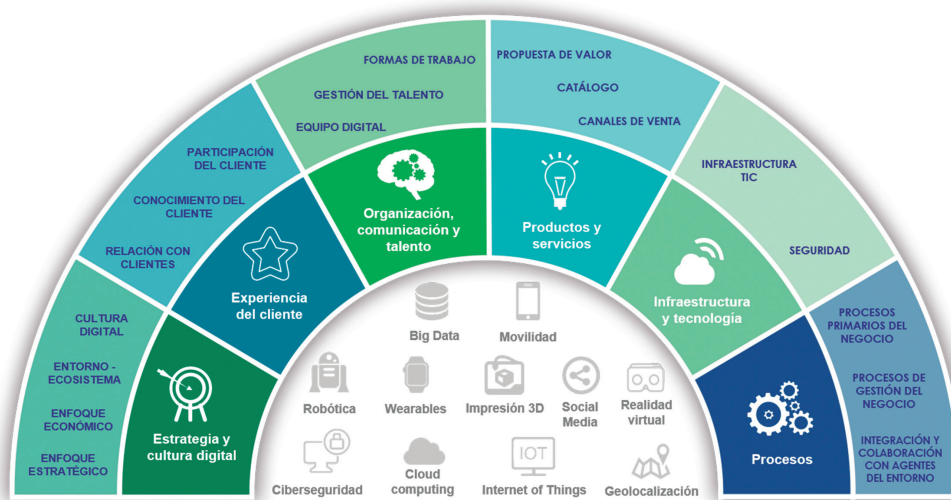 FORMAS DE TRABAJO
GESTIÓN DEL TALENTO
EQUIPO DIGITAL
PROPUESTA DE VALOR
CATÁLOGO
CANALES DE VENTA
PARTICIPACIÓN
DEL CLIENTE
CONOCIMIENTO DEL
CLIENTE
RELACIÓN CON
CLIENTES
INFRAESTRUCTURA
TIC
SEGURIDAD
CULTURA
DIGITAL
ENTORNO -
ECOSISTEMA
ENFOQUE
ECONÓMICO
ENFOQUE
ESTRATÉGICO
PROCESOS
PRIMARIOS DEL
NEGOCIO
PROCESOS DE
GESTIÓN DEL
NEGOCIO
INTEGRACIÓN Y
COLABORACIÓN
CON AGENTES
DEL ENTORNO
Estrategia y
cultura digital
Experiencia
del cliente
Organización,
comunicación y
talento
Productos y
servicios
Infraestructura
y tecnología
Procesos
Big Data
Movilidad
Robótica
Wearables
Impresión 3D
Social
Media
Realidad
virtual
Ciberseguridad
Cloud
computing
IOT
Internet of Things
Geolocalización